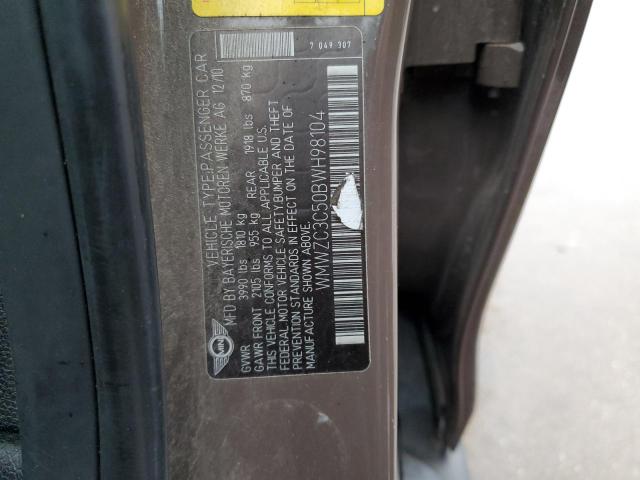 7 049 307
VEHICLE TYPE:PASSENGER CAR
MFD BY BAYERISCHE MOTOREN WERKE AG 12/10
GVWR 3990 lbs 1810 kg
GAWR FRONT 2105 lbs 955 kg REAR 1918 lbs 870 kg
THIS VEHICLE CONFORMS TO ALL APPLICABLE U.S.
FEDERAL MOTOR VEHICLE SAFETY,BUMPER AND THEFT
PREVENTION STANDARDS IN EFFECT ON THE DATE OF
MANUFACTURE SHOWN ABOVE.
WMWZC3C50BWH98104
MINI